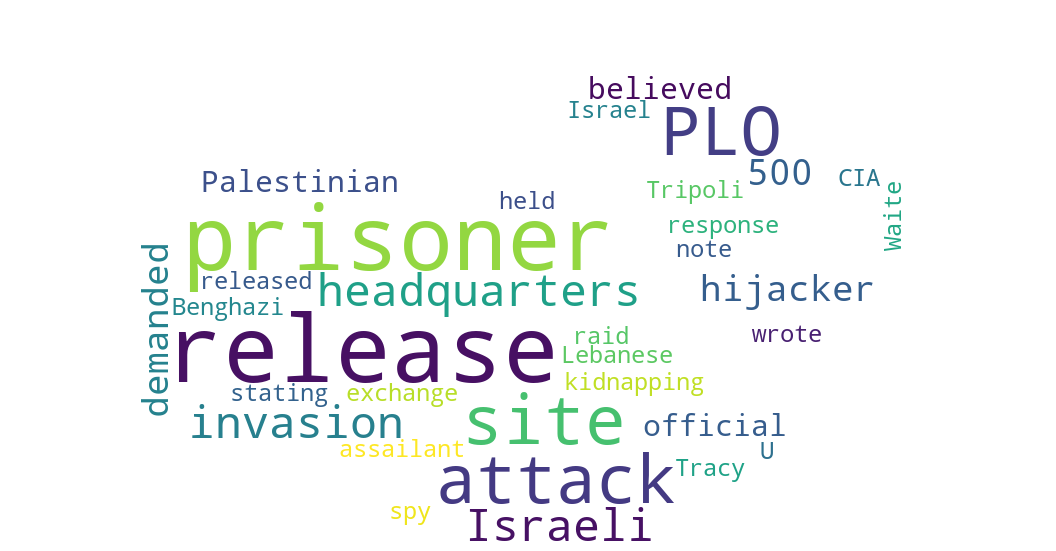 believed
Israel
PLO
500
CIA
Palestinian
Tripoli
Waite
held
prisoner
response
note
demanded
released
headquarters
hijacker
Benghazi
release
raid
wrote
Lebanese
kidnapping
stating
exchange
invasion
site
official
assailant
U
attack
Tracy
spy
Israeli